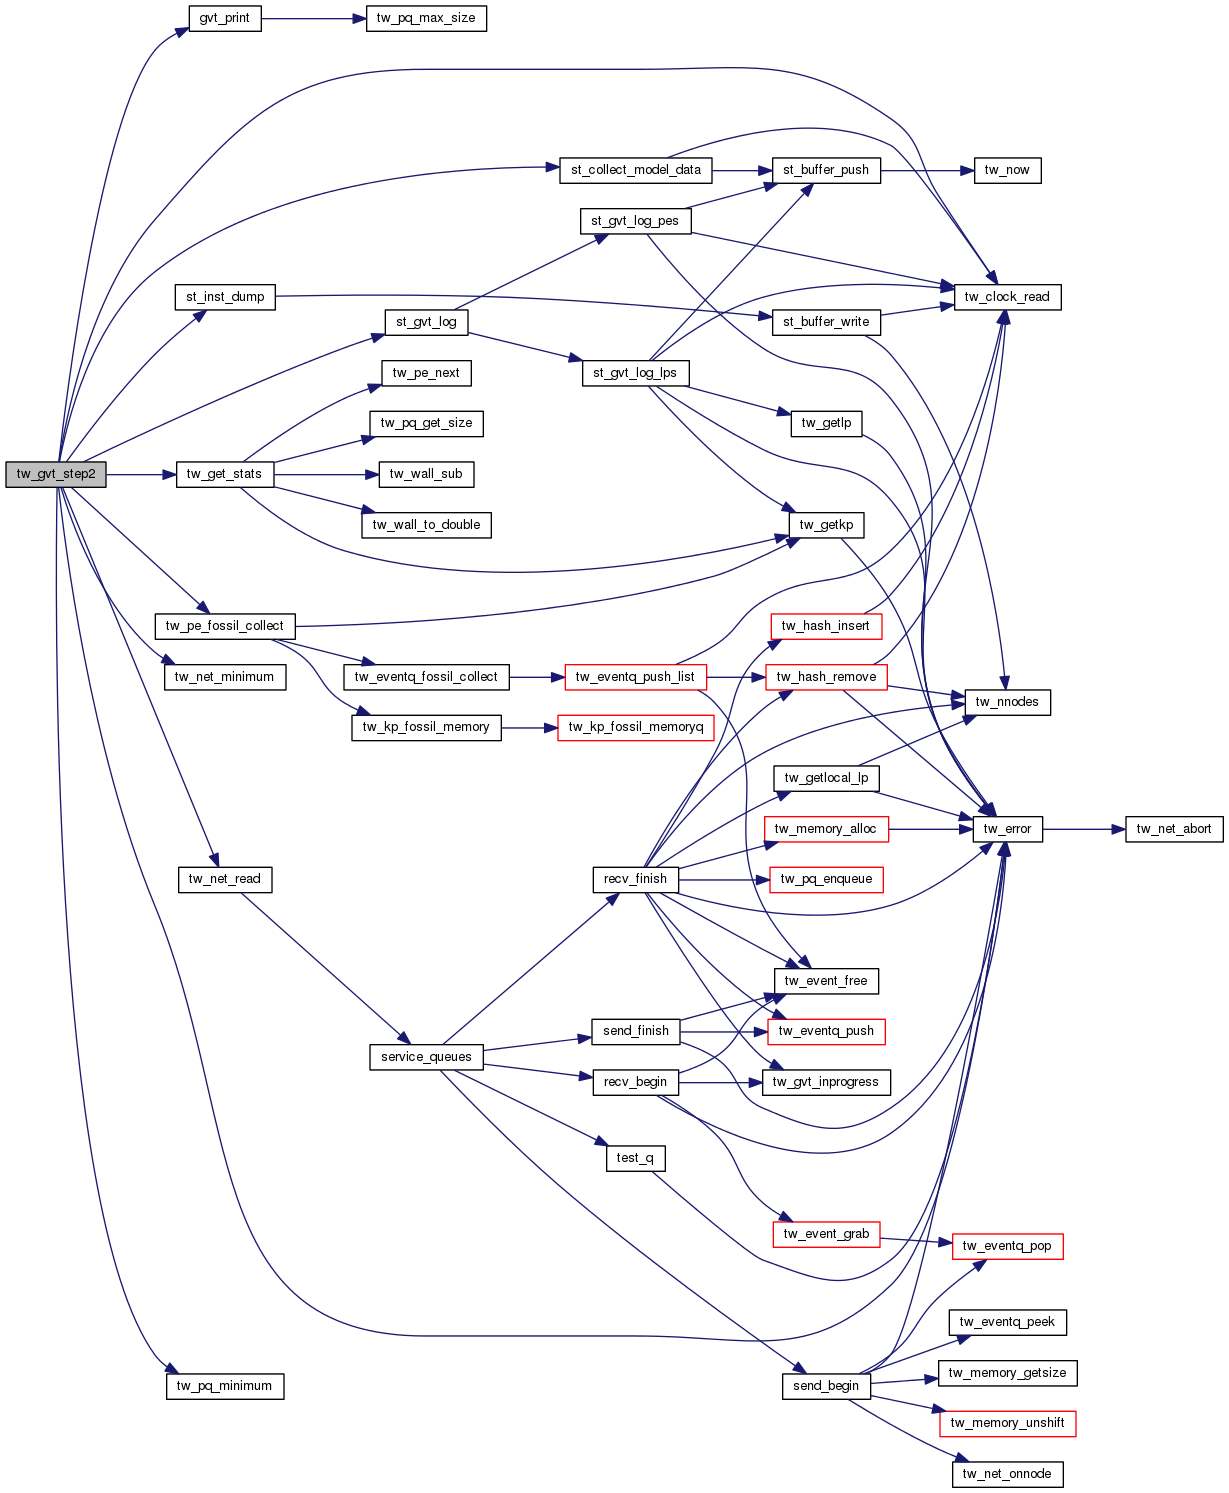 gvt_print
tw_pq_max_size
st_collect_model_data
st_buffer_push
tw_now
st_gvt_log_pes
st_inst_dump
tw_clock_read
st_gvt_log
st_buffer_write
tw_pe_next
st_gvt_log_lps
tw_pq_get_size
tw_getlp
tw_gvt_step2
tw_get_stats
tw_wall_sub
tw_wall_to_double
tw_getkp
tw_pe_fossil_collect
tw_hash_insert
tw_net_minimum
tw_eventq_fossil_collect
tw_eventq_push_list
tw_hash_remove
tw_nnodes
tw_kp_fossil_memory
tw_kp_fossil_memoryq
tw_getlocal_lp
tw_memory_alloc
tw_error
tw_net_abort
tw_net_read
recv_finish
tw_pq_enqueue
tw_event_free
send_finish
tw_eventq_push
service_queues
recv_begin
tw_gvt_inprogress
test_q
tw_event_grab
tw_eventq_pop
tw_eventq_peek
tw_memory_getsize
tw_pq_minimum
send_begin
tw_memory_unshift
tw_net_onnode